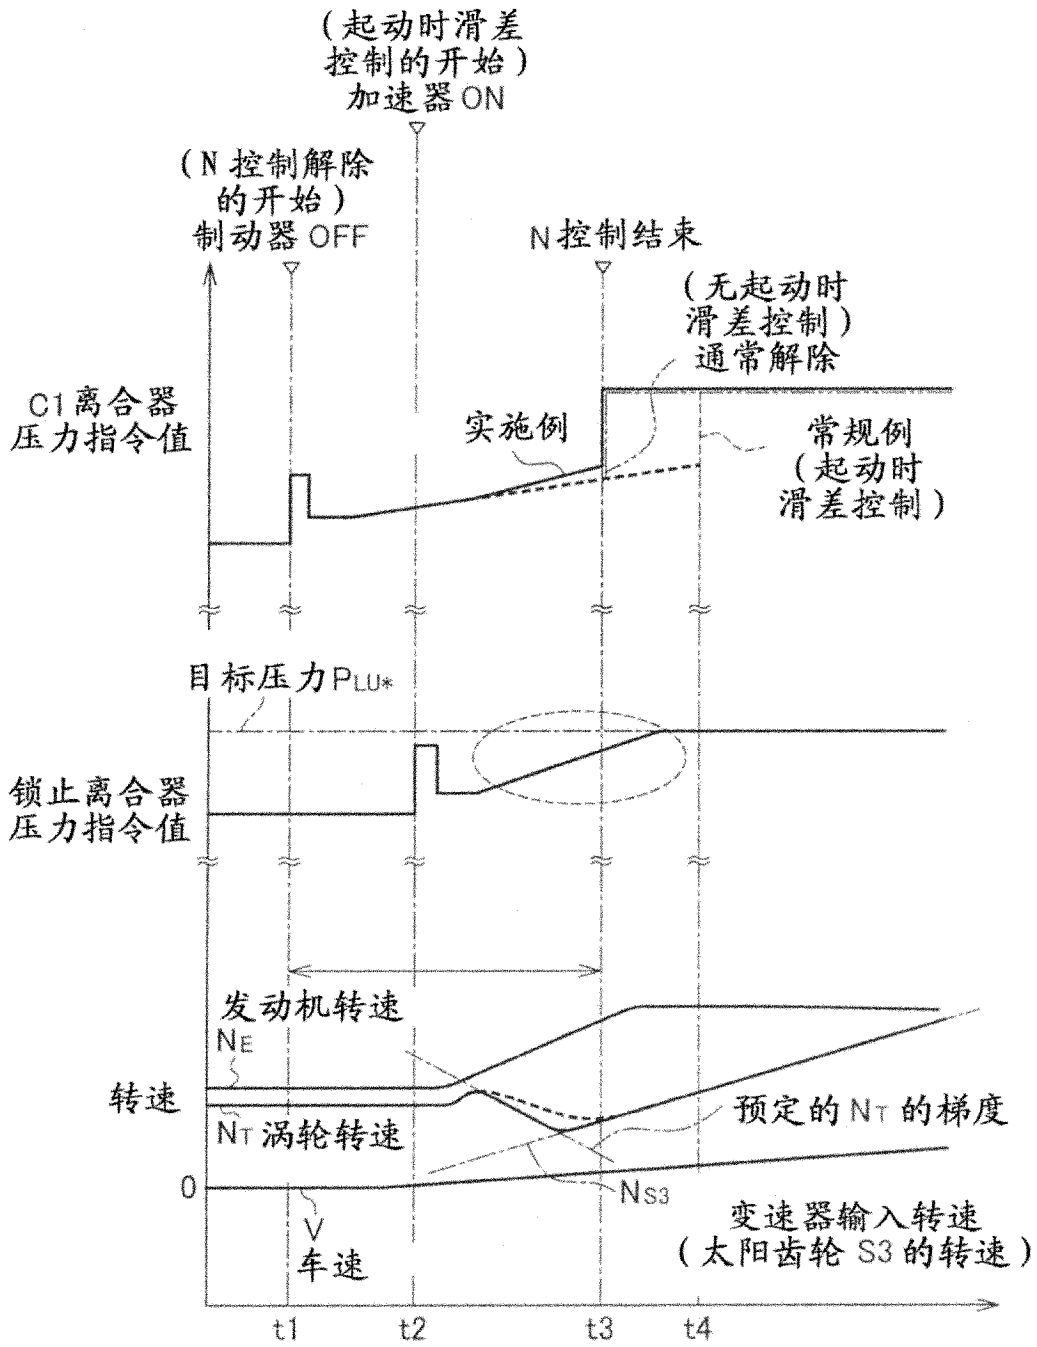 (起动时滑差
控制的开始)
加速器 ON
(N 控制解除
的开始)
制动器 OFF
N 控制结束
(无起动时
滑差控制)
通常解除
C1 离合器
压力指令值
实施例
常规例
(起动时
滑差控制)
目标压力PLU*
锁止离合器
压力指令值
发动机转速
NE
转速
NT 涡轮转速
预定的 NT 的梯度
0
NS3
V
车速
变速器输入转速
(太阳齿轮 S3 的转速)
t1
t2
t3
t4